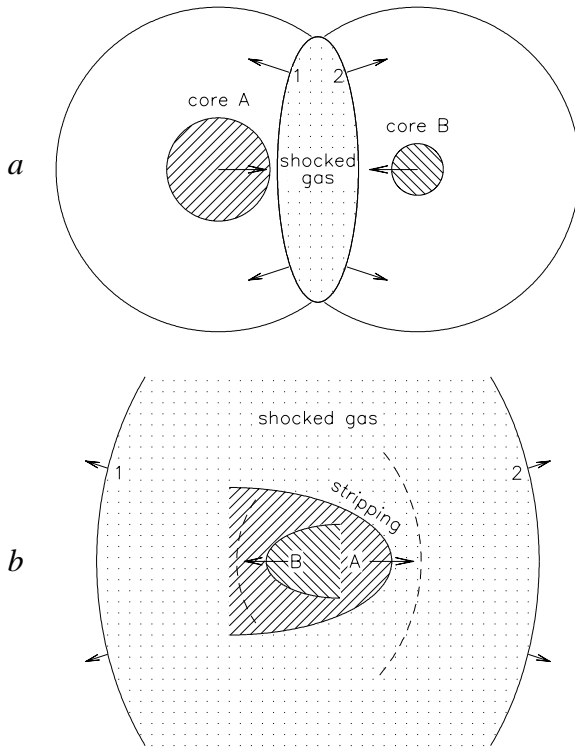 a
1 2
core A
core B
shocked
gas
b
shocked gas
1
2
stripping
B A